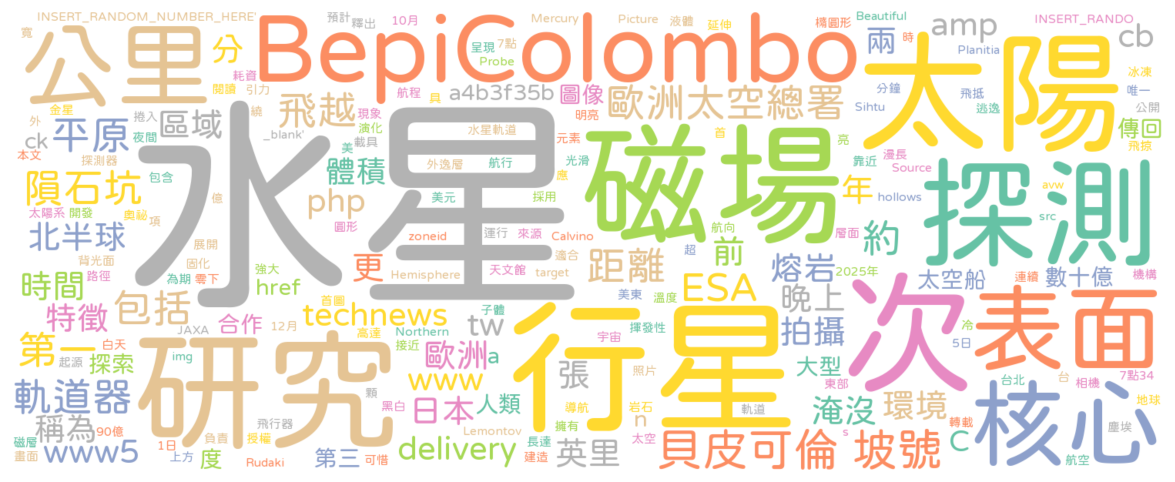 INSERT_RANDOM_NUMBER_HERE'
預計
釋出
10月
Mercury
Picture
液體
延伸
橢圓形
Beautiful
INSERT_RANDO
寬
公里
分
BepiColombo
呈現
7點
Probe
兩
時
amp
Planitia
cb
太陽
冰凍
耗資
閱讀
引力
航程
具
a4b3f35b
圖像
歐洲太空總署
分鐘
飛抵
唯一
金星
外
捲入
繞
飛越
現象
演化
載具
明亮
Sihtu
逃逸
公開
傳回
飛掠
ck
平原
區域
夜間
_blank'
水星軌道
元素
首
亮
本文
探測器
包含
美
外逸層
航行
光滑
應
靠近
漫長
Source
水星
磁場
探測
隕石坑
體積
億
美元
採用
年
hollows
avw
src
太陽系
開發
奧福
項
php
圓形
zoneid
運行
來源
Calvino
超
航向
層面
北半球
背光面
展開
固化
更
強大
Hemisphere
天文館
target
適合
距離
前
約
熔岩
2025年
連續
機構
時間
路徑
為期
雲下
href
首圖
美東
溫度
ESA
晚上
太空船
數十億
特徵
包括
JAXA
合作
12月
technews
高速
子體
Northern
tw
行星
揮發性
宇宙
拍攝
次
冷
5日
表面
第一
白天
起源
探索
img
研究
接近
歐洲
a
張
照片
大型
東部
台北
台
相機
7點34
軌道器
顆
www
人類
導航
岩石
軌道
淹沒
環境
轉載
地球
稱為
90億
1日
負責
飛行器
授權
黑白
日本
Lemontov
擁有
n
s
C
核心
塵埃
磁層
畫面
www5
上方
度
Rudaki
第三
可惜
delivery
長達
建造
英里
太空
貝皮可倫
坡號
航空